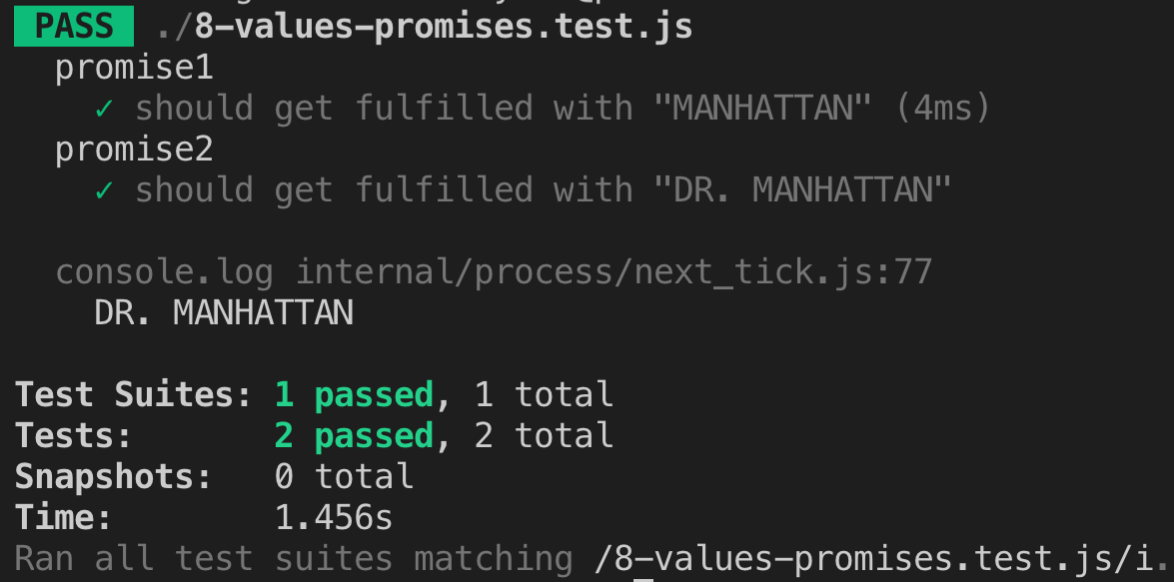 PASS ./8-values-promises.test.js
promise1
✓ should get fulfilled with "MANHATTAN" (4ms)
promise2
✓ should get fulfilled with "DR. MANHATTAN"
console.log internal/process/next_tick.js:77
DR. MANHATTAN
Test Suites: 1 passed, 1 total
Tests: 2 passed, 2 total
Snapshots: 0 total
Time: 1.456s
Ran all test suites matching /8-values-promises.test.js/i.